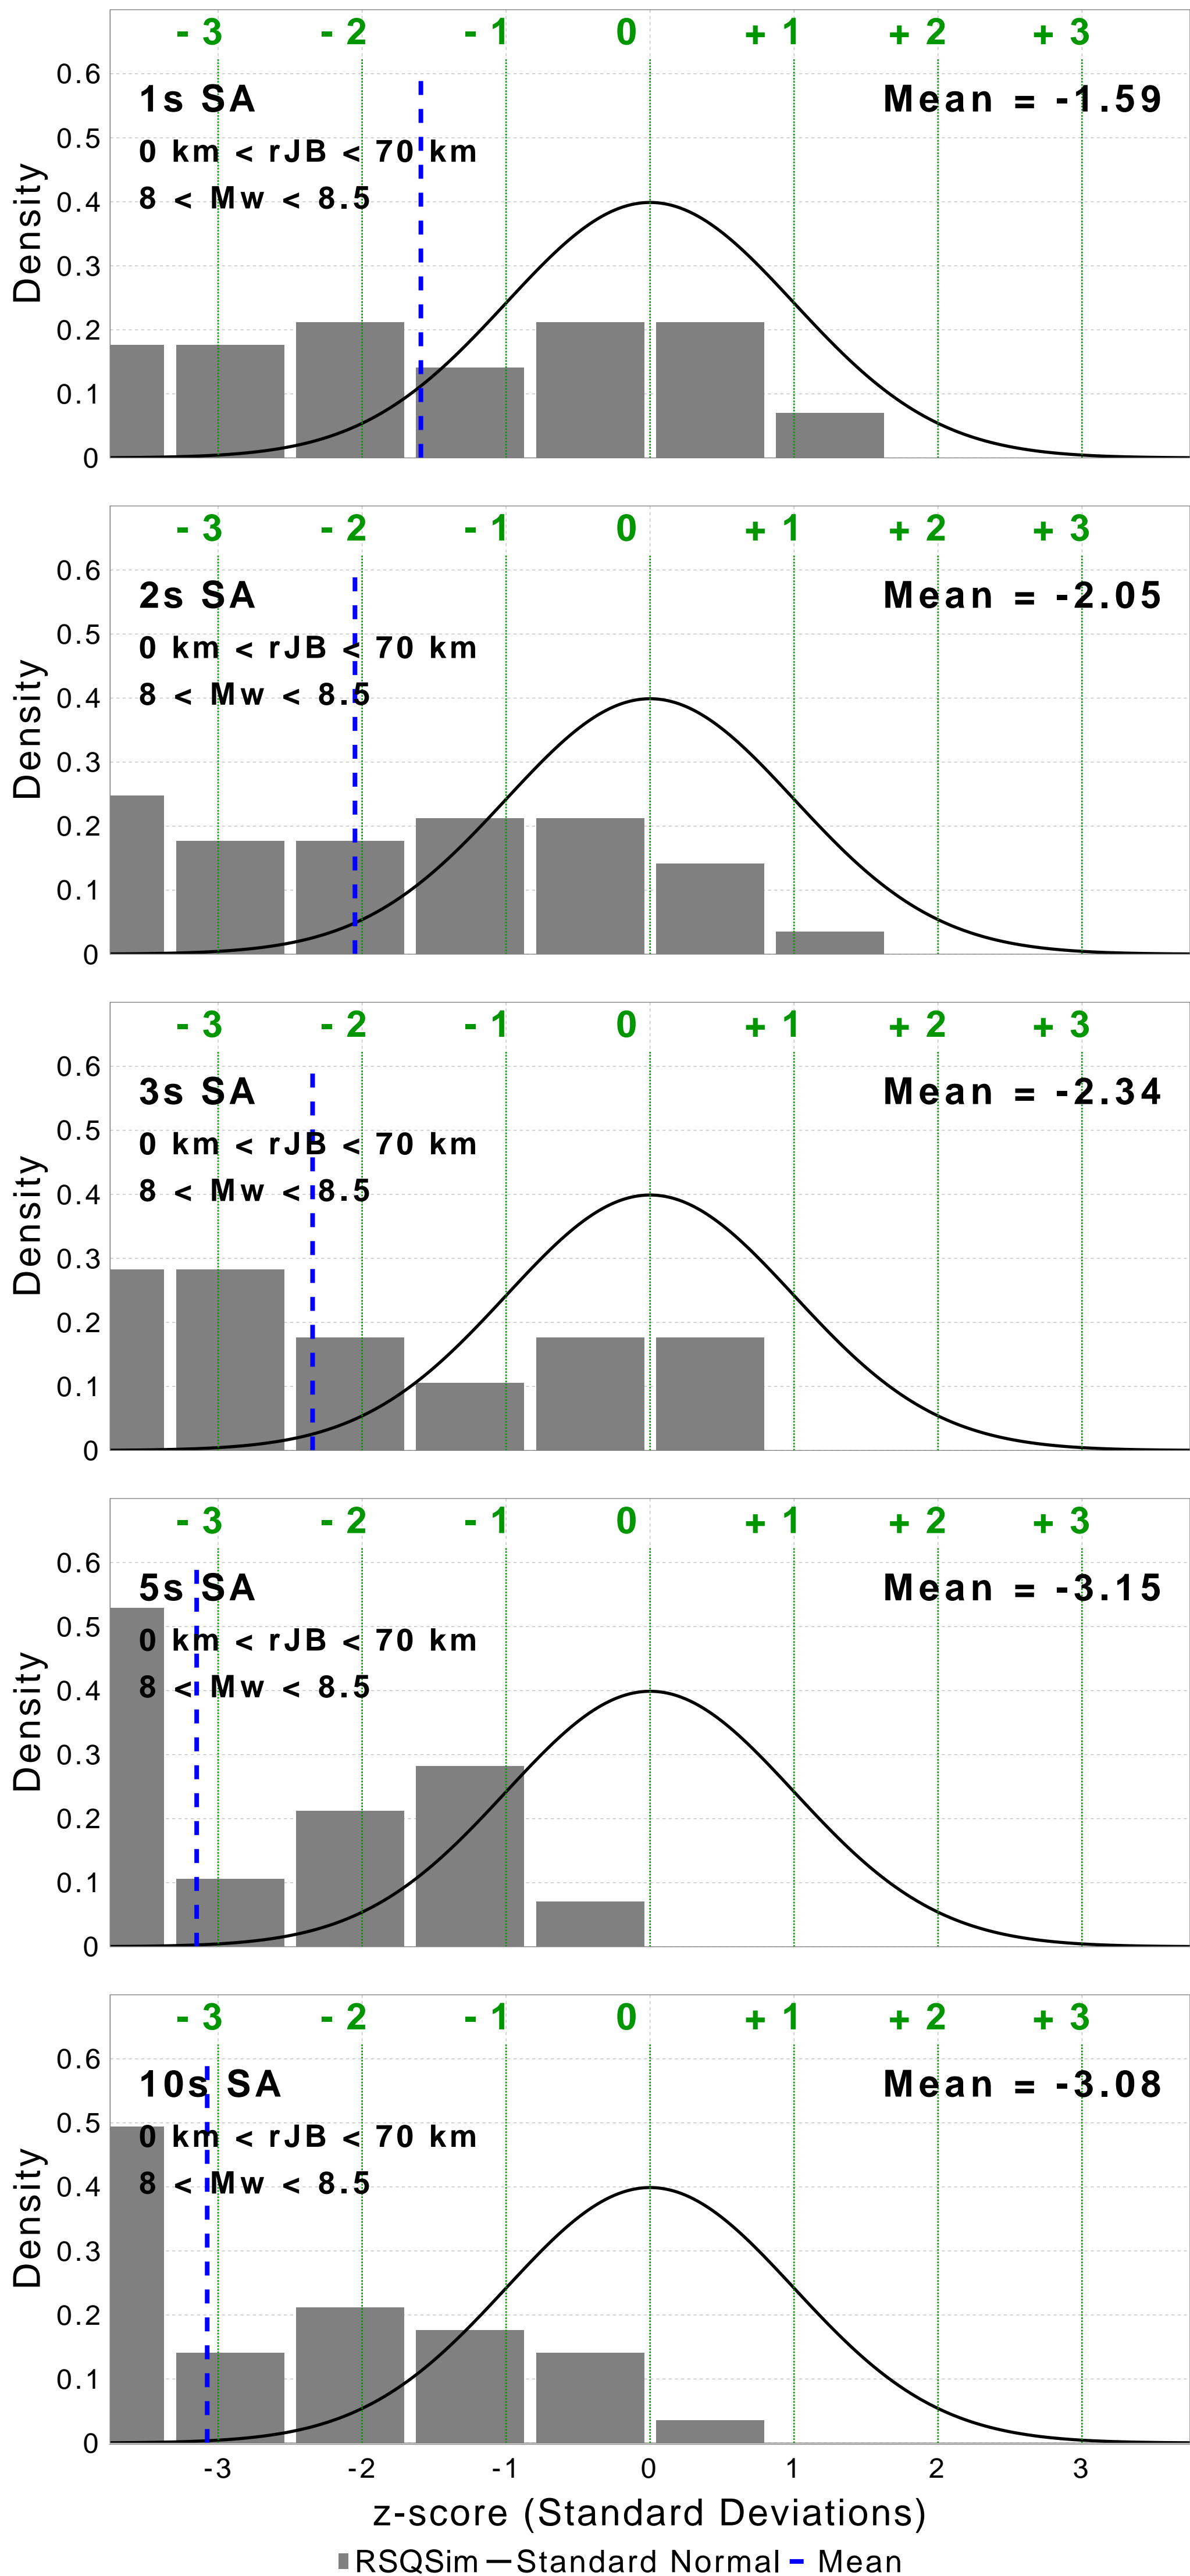 - 3 - 2 - 1 0 + 1 + 2 + 3
0.6
1s SA Mean = -1.59
0.5
0 km < rJB < 70 km
8 < Mw < 8.5
0.4
0.3
0.2
0.1
0
Density
- 3 - 2 - 1 0 + 1 + 2 + 3
0.6
2s SA Mean = -2.05
0.5
0 km < rJB < 70 km
8 < Mw < 8.5
0.4
0.3
0.2
0.1
0
Density
- 3 - 2 - 1 0 + 1 + 2 + 3
0.6
3s SA Mean = -2.34
0.5
0 km < rJB < 70 km
8 < Mw < 8.5
0.4
0.3
0.2
0.1
0
Density
- 3 - 2 - 1 0 + 1 + 2 + 3
0.6
5s SA Mean = -3.15
0.5
0 km < rJB < 70 km
8 < Mw < 8.5
0.4
0.3
0.2
0.1
0
Density
- 3 - 2 - 1 0 + 1 + 2 + 3
0.6
10s SA Mean = -3.08
0.5
0 km < rJB < 70 km
8 < Mw < 8.5
0.4
0.3
0.2
0.1
0
Density
-3 -2 -1 0 1 2 3
z-score (Standard Deviations)
RSQSim Standard Normal Mean